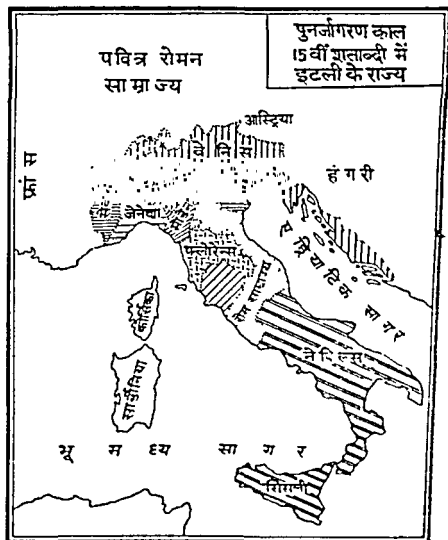 पुनर्जागरण काल
15वीं शताब्दी में
इटली के राज्य
पवित्र रोमन
साम्राज्य
आस्ट्रिया
वेनिस
फ्रांस
हंगरी
जेनेवा
फ्लोरेन्स
एड्रियाटिक सागर
रोम साम्राज्य
कोर्सिका
नेपिल्स
सार्डीनिया
भूमध्य सागर
सिसली